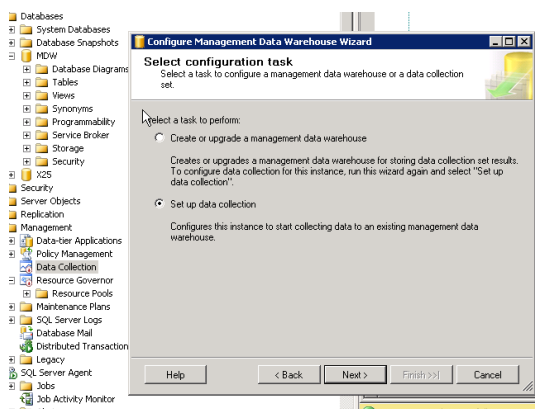 Databases
System Databases
Database Snapshots
MDW
Database Diagrams
Tables
Views
Synonyms
Programmability
Service Broker
Storage
Security
X25
Security
Server Objects
Replication
Management
Data-tier Applications
Policy Management
Data Collection
Resource Governor
Resource Pools
Maintenance Plans
SQL Server Logs
Database Mail
Distributed Transaction
Legacy
SQL Server Agent
Jobs
Job Activity Monitor
Configure Management Data Warehouse Wizard
Select configuration task
Select a task to configure a management data warehouse or a data collection
set.
Select a task to perform:
Create or upgrade a management data warehouse
Creates or upgrades a management data warehouse for storing data collection set results.
To configure data collection for this instance, run this wizard again and select "Set up
data collection".
Set up data collection
Configures this instance to start collecting data to an existing management data
warehouse.
Help
< Back
Next >
Finish >>|
Cancel